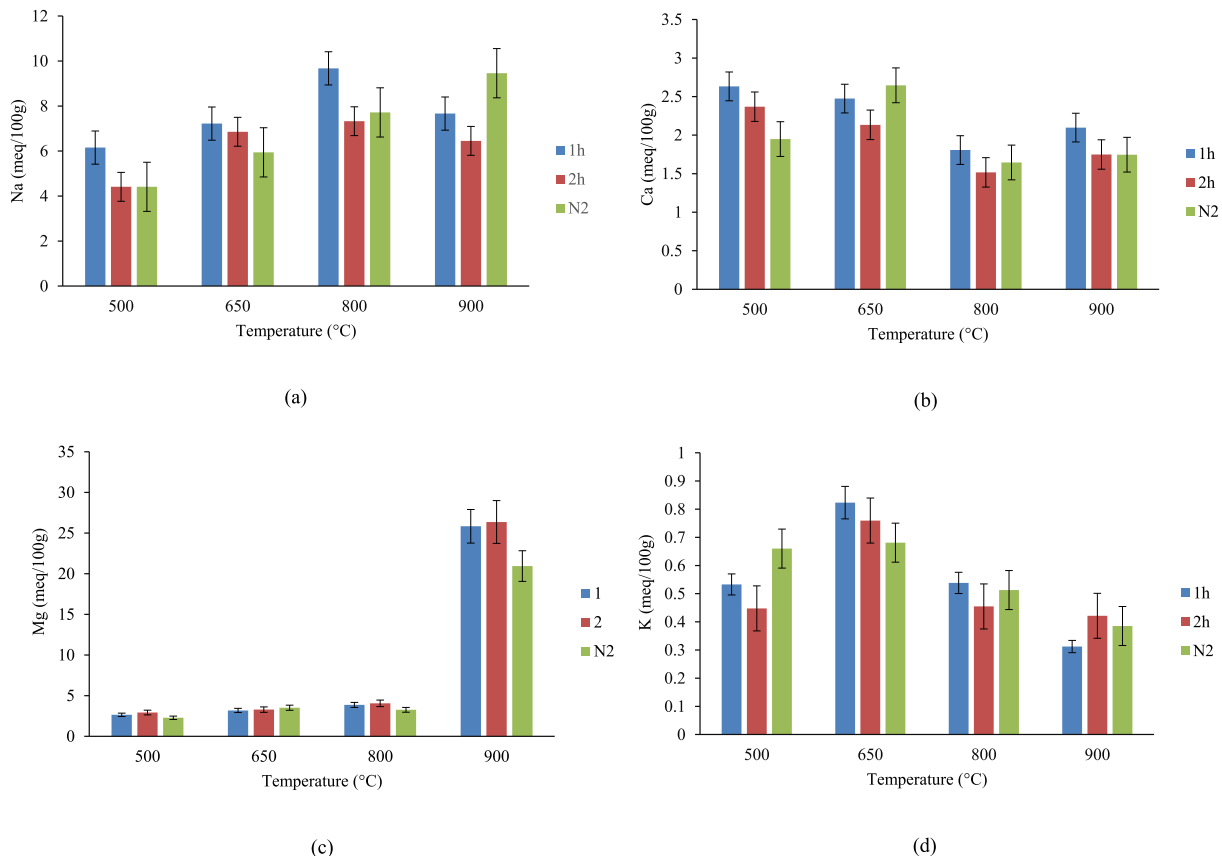 12
10
8
6
4
2
0
Na (meq/100g)
500 650 800 900
Temperature (°C)
1h
2h
N2
(a)
3.5
3
2.5
2
1.5
1
0.5
0
Ca (meq/100g)
500 650 800 900
Temperature (°C)
1h
2h
N2
(b)
35
30
25
20
15
10
5
0
Mg (meq/100g)
500 650 800 900
Temperature (°C)
1
2
N2
(c)
1
0.9
0.8
0.7
0.6
0.5
0.4
0.3
0.2
0.1
0
K (meq/100g)
500 650 800 900
Temperature (°C)
1h
2h
N2
(d)